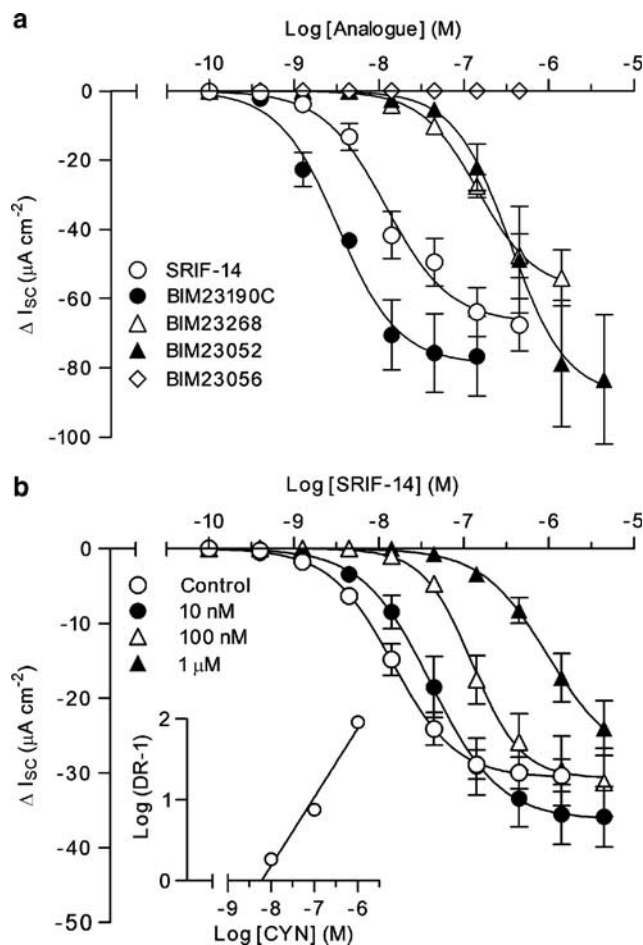 a
Log [Analogue] (M)
-10 -9 -8 -7 -6 -5
0
-20
-40
-60
-80
-100
Δ I_SC (µA cm⁻²)
SRIF-14
BIM23190C
BIM23268
BIM23052
BIM23056
b
Log [SRIF-14] (M)
-10 -9 -8 -7 -6 -5
0
-10
-20
-30
-40
-50
Δ I_SC (µA cm⁻²)
Control
10 nM
100 nM
1 µM
2
1
0
Log (DR-1)
-9 -8 -7 -6
Log [CYN] (M)